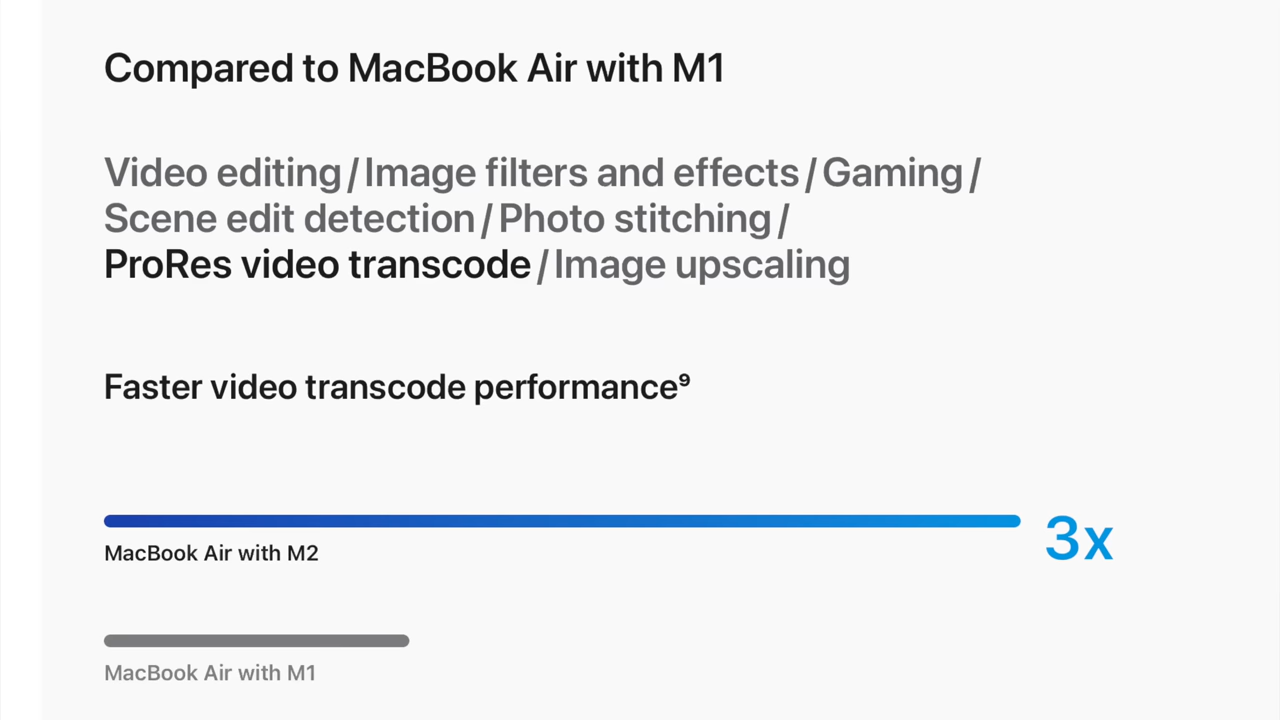 Compared to MacBook Air with M1
Video editing / Image filters and effects / Gaming /
Scene edit detection / Photo stitching /
ProRes video transcode / Image upscaling
Faster video transcode performance⁹
3x
MacBook Air with M2
MacBook Air with M1